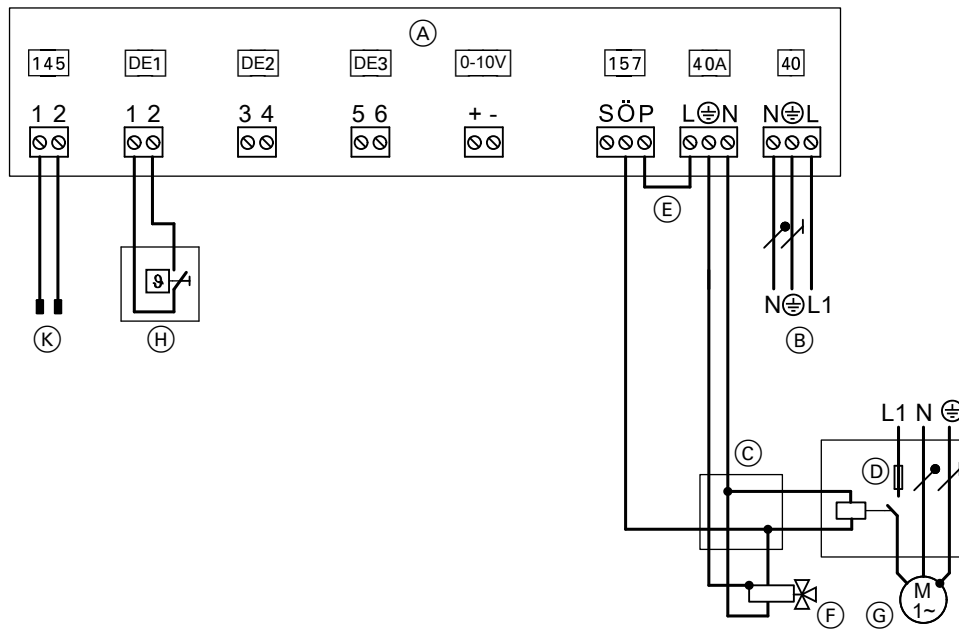 A
145 DE1 DE2 DE3 0-10V 157 40A 40
1 2 1 2 3 4 5 6 + - S Ö P L N N L
E
ϑ
N L1
K H B
L1 N
C
D
M
1~
F G